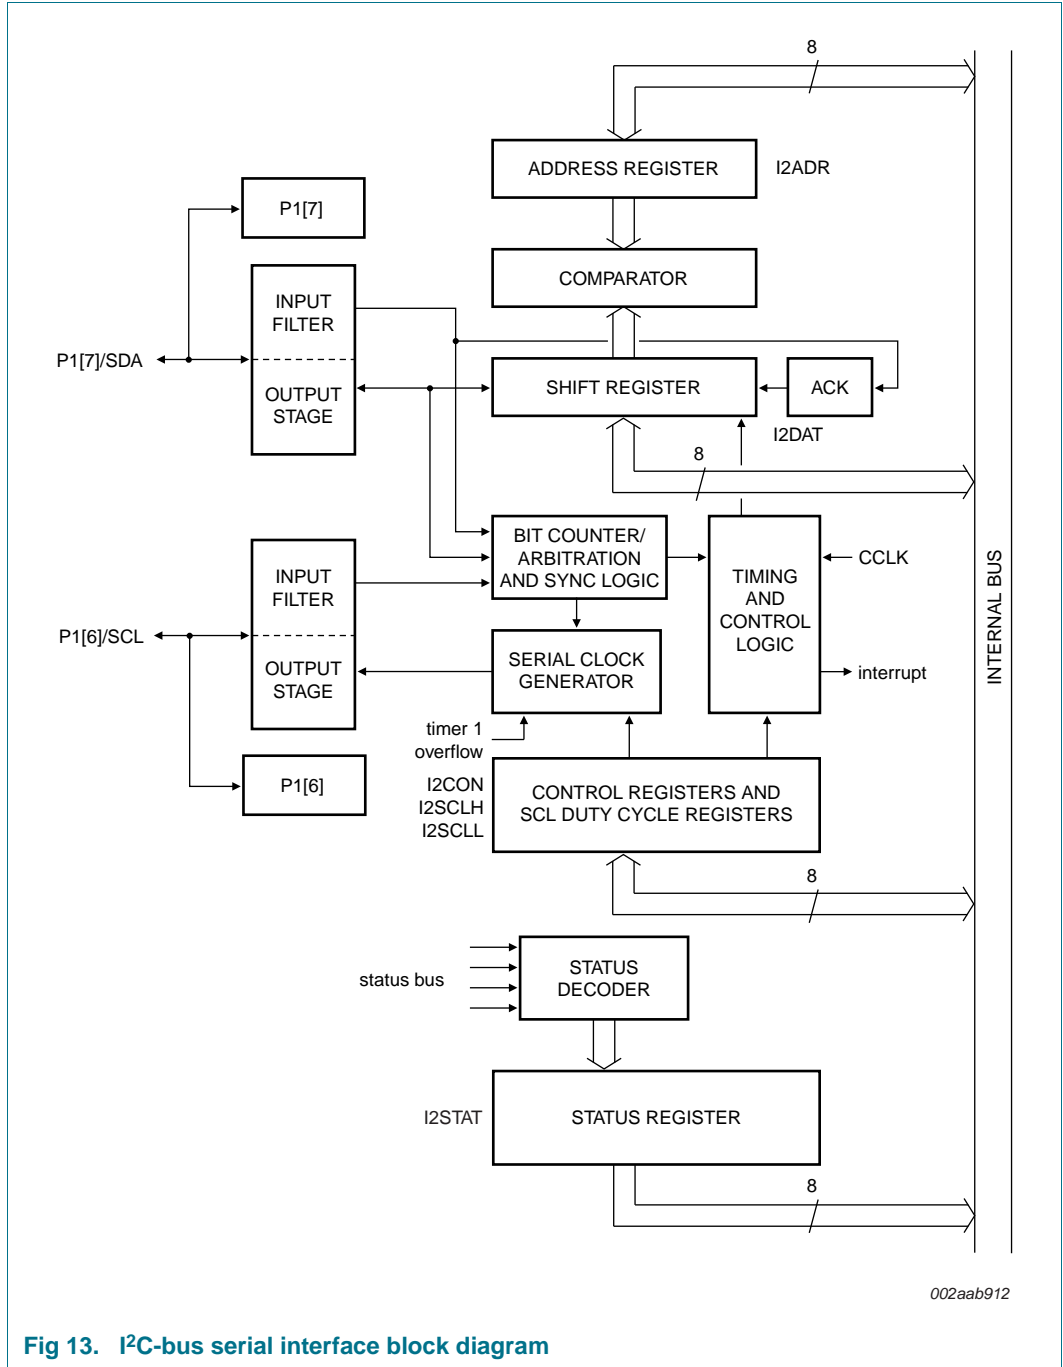 8
ADDRESS REGISTER
I2ADR
P1[7]
COMPARATOR
INPUT
FILTER
P1[7]/SDA
OUTPUT
STAGE
SHIFT REGISTER
ACK
I2DAT
8
BIT COUNTER/
ARBITRATION
AND SYNC LOGIC
INPUT
FILTER
TIMING
AND
CONTROL
LOGIC
CCLK
INTERNAL BUS
P1[6]/SCL
OUTPUT
STAGE
SERIAL CLOCK
GENERATOR
interrupt
timer 1
overflow
P1[6]
I2CON
I2SCLH
I2SCLL
CONTROL REGISTERS AND
SCL DUTY CYCLE REGISTERS
8
status bus
STATUS
DECODER
I2STAT
STATUS REGISTER
8
002aab912
Fig 13. I²C-bus serial interface block diagram